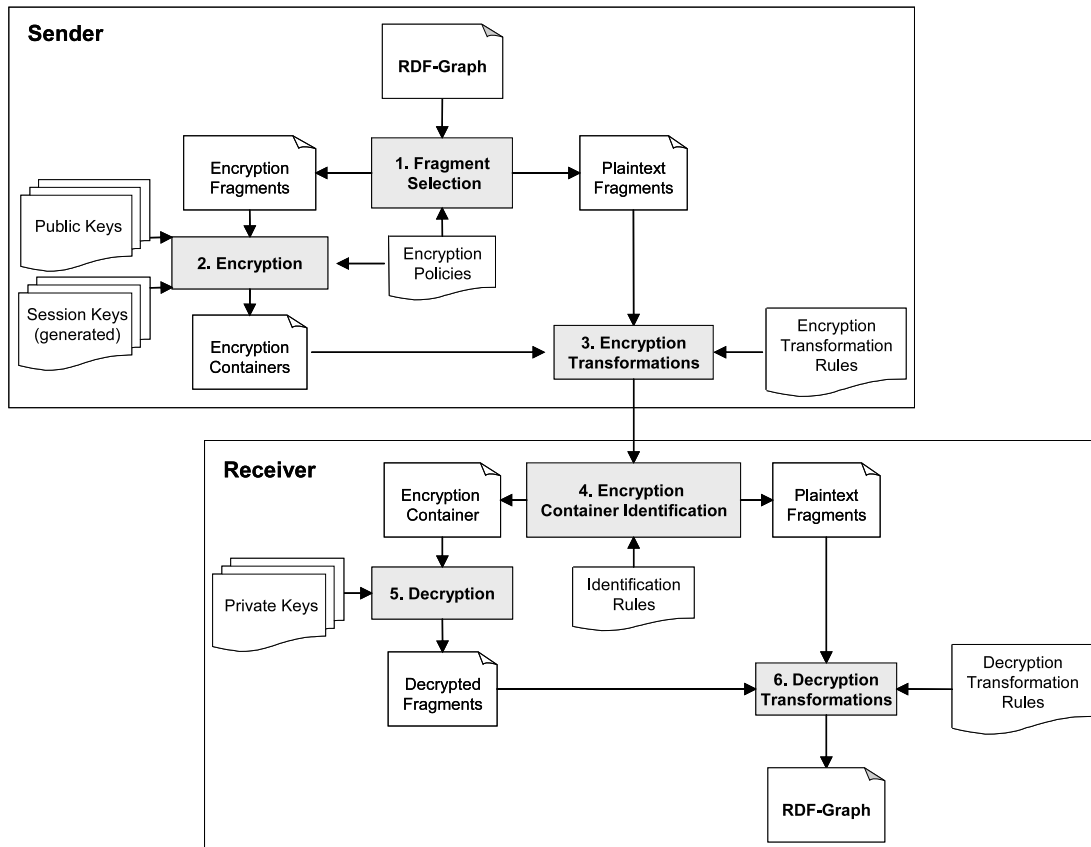 Sender
RDF-Graph
1. Fragment
Selection
Encryption
Fragments
Plaintext
Fragments
Public Keys
2. Encryption
Encryption
Policies
Session Keys
(generated)
Encryption
Containers
3. Encryption
Transformations
Encryption
Transformation
Rules
Receiver
Encryption
Container
4. Encryption
Container Identification
Plaintext
Fragments
Private Keys
5. Decryption
Identification
Rules
Decrypted
Fragments
6. Decryption
Transformations
Decryption
Transformation
Rules
RDF-Graph